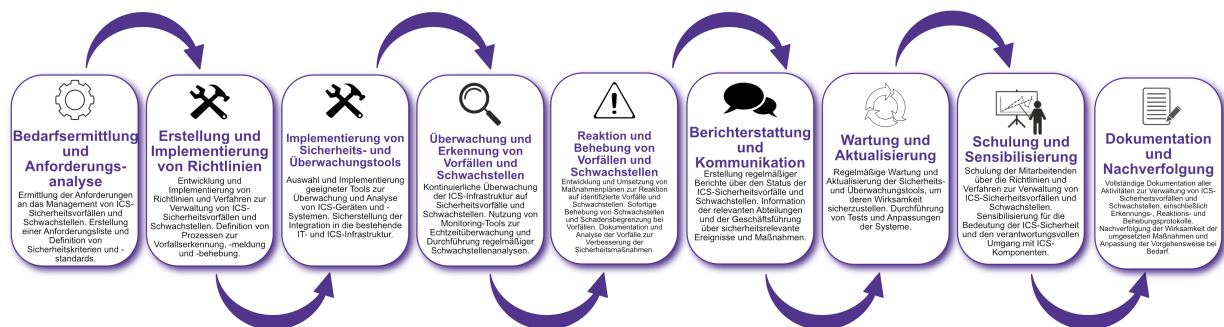 Bedarfsermittlung
und
Anforderungs-
analyse
Ermittlung der Anforderungen
an das Management von ICS-
Sicherheitsvorfällen und
Schwachstellen. Erstellung
einer Anforderungsliste und
Definition von
Sicherheitskriterien und -
standards.
Erstellung und
Implementierung
von Richtlinien
Entwicklung und
Implementierung von
Richtlinien und Verfahren zur
Verwaltung von ICS-
Sicherheitsvorfällen und
Schwachstellen. Definition von
Prozessen zur
Vorfallserkennung, -meldung
und -behebung.
Implementierung von
Sicherheits- und
Überwachungstools
Auswahl und Implementierung
geeigneter Tools zur
Überwachung und Analyse
von ICS-Geräten und -
Systemen. Sicherstellung der
Integration in die bestehende
IT- und ICS-Infrastruktur.
Überwachung und
Erkennung von
Vorfällen und
Schwachstellen
Kontinuierliche Überwachung
der ICS-Infrastruktur auf
Sicherheitsvorfälle und
Schwachstellen. Nutzung von
Monitoring-Tools zur
Echtzeitüberwachung und
Durchführung regelmäßiger
Schwachstellenanalysen.
Reaktion und
Behebung von
Vorfällen und
Schwachstellen
Entwicklung und Umsetzung von
Maßnahmenplänen zur Reaktion
auf identifizierte Vorfälle und
Schwachstellen. Sofortige
Behebung von Schwachstellen
und Schadensbegrenzung bei
Vorfällen. Dokumentation und
Analyse der Vorfälle zur
Verbesserung der
Sicherheitsmaßnahmen.
Berichterstattung
und
Kommunikation
Erstellung regelmäßiger
Berichte über den Status der
ICS-Sicherheitsvorfälle und
Schwachstellen. Information
der relevanten Abteilungen
und der Geschäftsführung
über sicherheitsrelevante
Ereignisse und Maßnahmen.
Wartung und
Aktualisierung
Regelmäßige Wartung und
Aktualisierung der Sicherheits-
und Überwachungstools, um
deren Wirksamkeit
sicherzustellen. Durchführung
von Tests und Anpassungen
der Systeme.
Schulung und
Sensibilisierung
Schulung der Mitarbeitenden
über die Richtlinien und
Verfahren zur Verwaltung von
ICS-Sicherheitsvorfällen und
Schwachstellen.
Sensibilisierung für die
Bedeutung der ICS-Sicherheit
und den verantwortungsvollen
Umgang mit ICS-
Komponenten.
Dokumentation
und
Nachverfolgung
Vollständige Dokumentation aller
Aktivitäten zur Verwaltung von ICS-
Sicherheitsvorfällen und
Schwachstellen, einschließlich
Erkennungs-, Reaktions- und
Behebungsprotokolle.
Nachverfolgung der Wirksamkeit der
umgesetzten Maßnahmen und
Anpassung der Vorgehensweise bei
Bedarf.